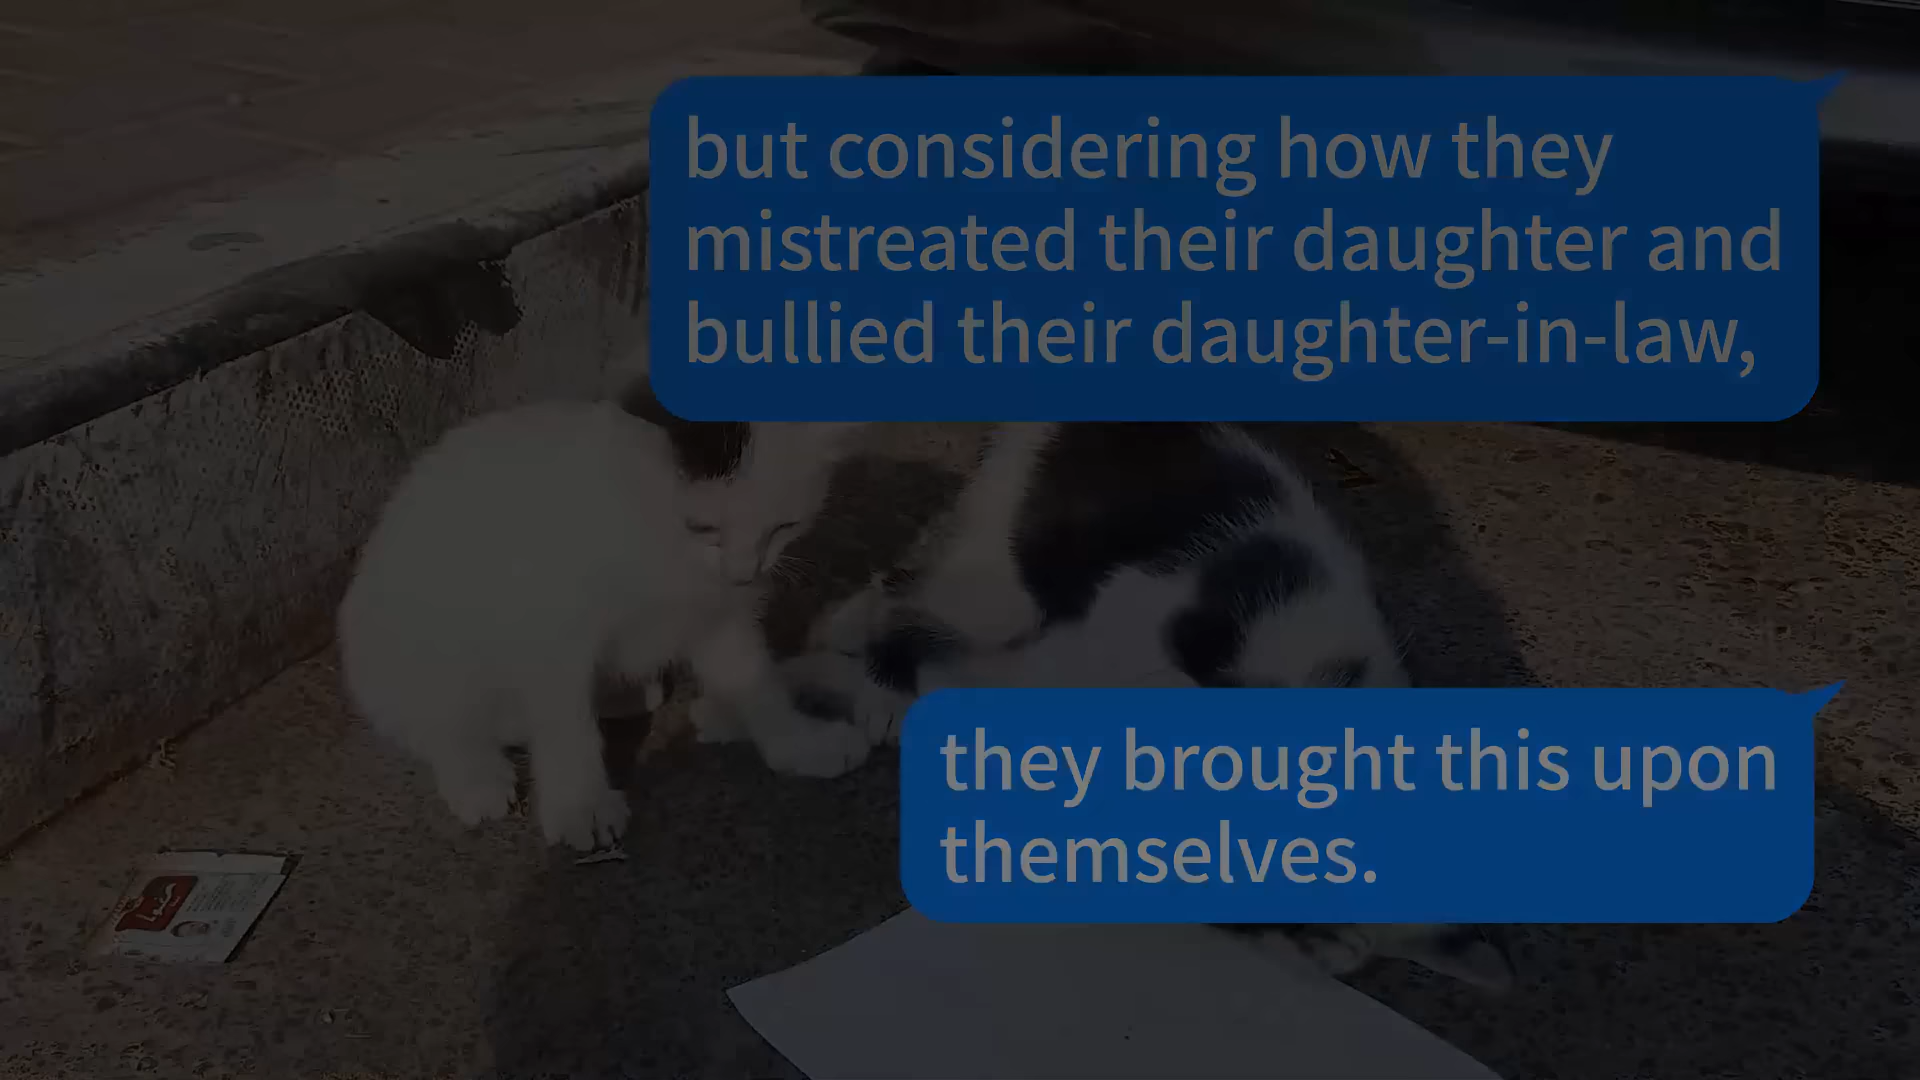 but considering how they
mistreated their daughter and
bullied their daughter-in-law,
they brought this upon
themselves.